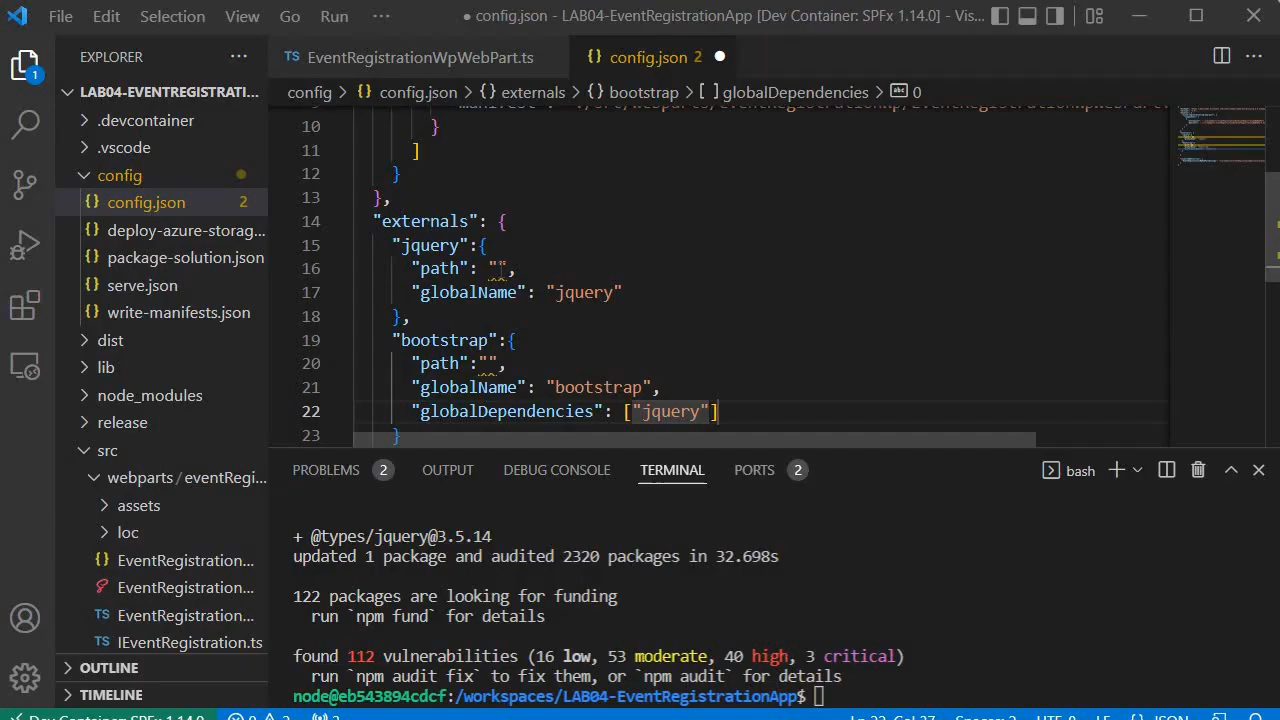 File Edit Selection View Go Run ··· ● config.json - LAB04-EventRegistrationApp [Dev Container: SPFx 1.14.0] - Vis...
1
EXPLORER ···
LAB04-EVENTREGISTRATI...
.devcontainer
.vscode
config
{} config.json 2
{} deploy-azure-storag...
{} package-solution.json
{} serve.json
{} write-manifests.json
dist
lib
node_modules
release
src
webparts / eventRegi...
assets
loc
{} EventRegistration...
EventRegistration...
TS EventRegistration...
TS IEventRegistration.ts
OUTLINE
TIMELINE
TS EventRegistrationWpWebPart.ts {} config.json 2 ● ···
config > {} config.json > {} externals > {} bootstrap > [ ] globalDependencies > abc 0
10 }
11 ]
12 }
13 },
14 "externals": {
15 "jquery":{
16 "path": "",
17 "globalName": "jquery"
18 },
19 "bootstrap":{
20 "path":"",
21 "globalName": "bootstrap",
22 "globalDependencies": ["jquery"]
23 }
PROBLEMS 2 OUTPUT DEBUG CONSOLE TERMINAL PORTS 2 bash
+ @types/jquery@3.5.14
updated 1 package and audited 2320 packages in 32.698s
122 packages are looking for funding
run `npm fund` for details
found 112 vulnerabilities (16 low, 53 moderate, 40 high, 3 critical)
run `npm audit fix` to fix them, or `npm audit` for details
node@eb543894cdcf:/workspaces/LAB04-EventRegistrationApp$